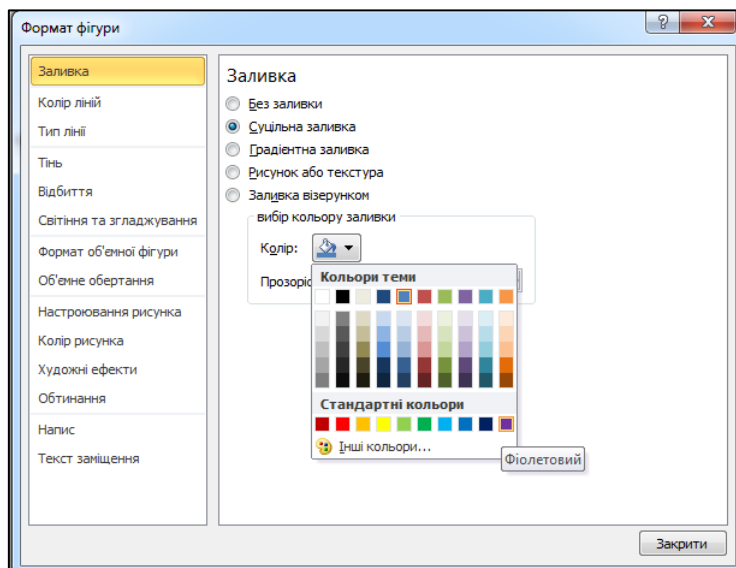 Формат фігури
Заливка
Колір ліній
Тип лінії
Тінь
Відбиття
Світіння та згладжування
Формат об'ємної фігури
Об'ємне обертання
Настроювання рисунка
Колір рисунка
Художні ефекти
Обтинання
Напис
Текст заміщення
Заливка
Без заливки
Суцільна заливка
Градієнтна заливка
Рисунок або текстура
Заливка візерунком
вибір кольору заливки
Колір:
Кольори теми
Стандартні кольори
Інші кольори...
Фіолетовий
Закрити